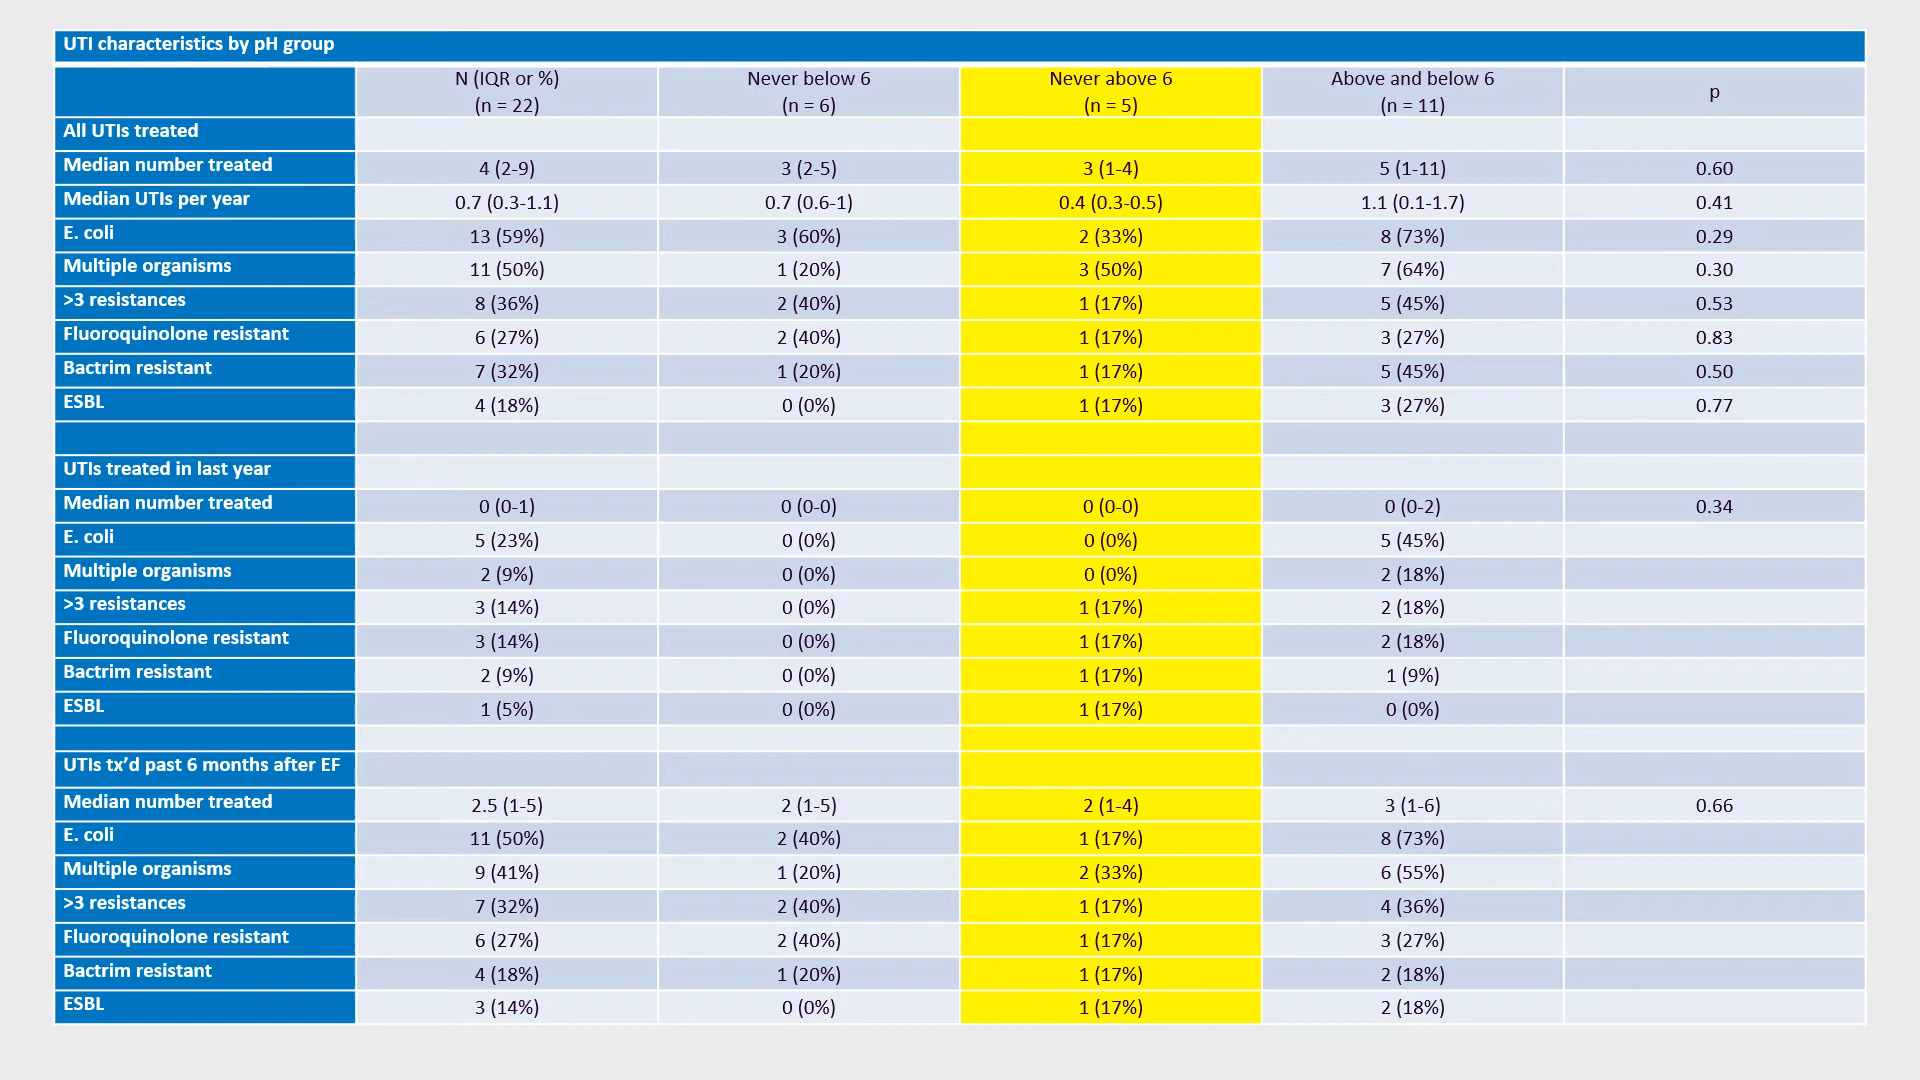 UTI characteristics by pH group
N (IQR or %) Never below 6 Never above 6 Above and below 6 p
(n = 22) (n = 6) (n = 5) (n = 11)
All UTIs treated
Median number treated 4 (2-9) 3 (2-5) 3 (1-4) 5 (1-11) 0.60
Median UTIs per year 0.7 (0.3-1.1) 0.7 (0.6-1) 0.4 (0.3-0.5) 1.1 (0.1-1.7) 0.41
E. coli 13 (59%) 3 (60%) 2 (33%) 8 (73%) 0.29
Multiple organisms 11 (50%) 1 (20%) 3 (50%) 7 (64%) 0.30
>3 resistances 8 (36%) 2 (40%) 1 (17%) 5 (45%) 0.53
Fluoroquinolone resistant 6 (27%) 2 (40%) 1 (17%) 3 (27%) 0.83
Bactrim resistant 7 (32%) 1 (20%) 1 (17%) 5 (45%) 0.50
ESBL 4 (18%) 0 (0%) 1 (17%) 3 (27%) 0.77
UTIs treated in last year
Median number treated 0 (0-1) 0 (0-0) 0 (0-0) 0 (0-2) 0.34
E. coli 5 (23%) 0 (0%) 0 (0%) 5 (45%)
Multiple organisms 2 (9%) 0 (0%) 0 (0%) 2 (18%)
>3 resistances 3 (14%) 0 (0%) 1 (17%) 2 (18%)
Fluoroquinolone resistant 3 (14%) 0 (0%) 1 (17%) 2 (18%)
Bactrim resistant 2 (9%) 0 (0%) 1 (17%) 1 (9%)
ESBL 1 (5%) 0 (0%) 1 (17%) 0 (0%)
UTIs tx’d past 6 months after EF
Median number treated 2.5 (1-5) 2 (1-5) 2 (1-4) 3 (1-6) 0.66
E. coli 11 (50%) 2 (40%) 1 (17%) 8 (73%)
Multiple organisms 9 (41%) 1 (20%) 2 (33%) 6 (55%)
>3 resistances 7 (32%) 2 (40%) 1 (17%) 4 (36%)
Fluoroquinolone resistant 6 (27%) 2 (40%) 1 (17%) 3 (27%)
Bactrim resistant 4 (18%) 1 (20%) 1 (17%) 2 (18%)
ESBL 3 (14%) 0 (0%) 1 (17%) 2 (18%)